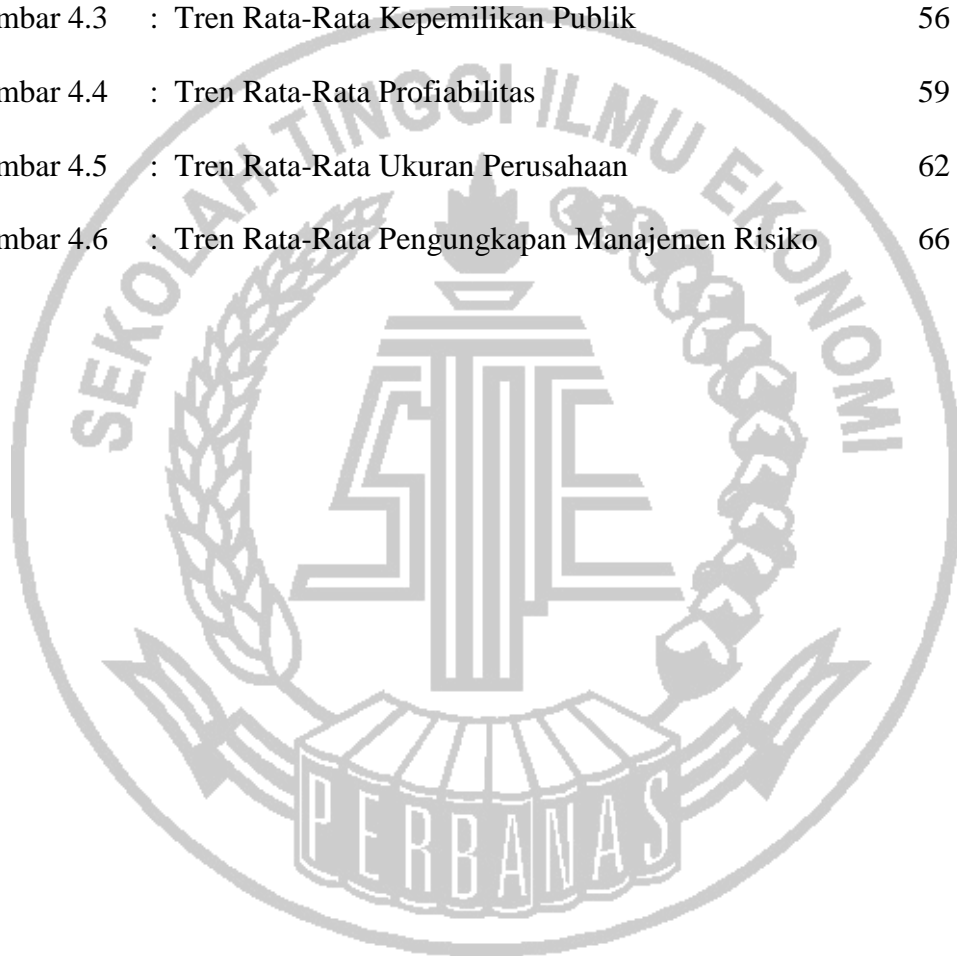 mbar 4.3 : Tren Rata-Rata Kepemilikan Publik 56
mbar 4.4 : Tren Rata-Rata Profiabilitas 59
mbar 4.5 : Tren Rata-Rata Ukuran Perusahaan 62
mbar 4.6 : Tren Rata-Rata Pengungkapan Manajemen Risiko 66
SEKOLAH TINGGI ILMU EKONOMI
STIE
PERBANAS